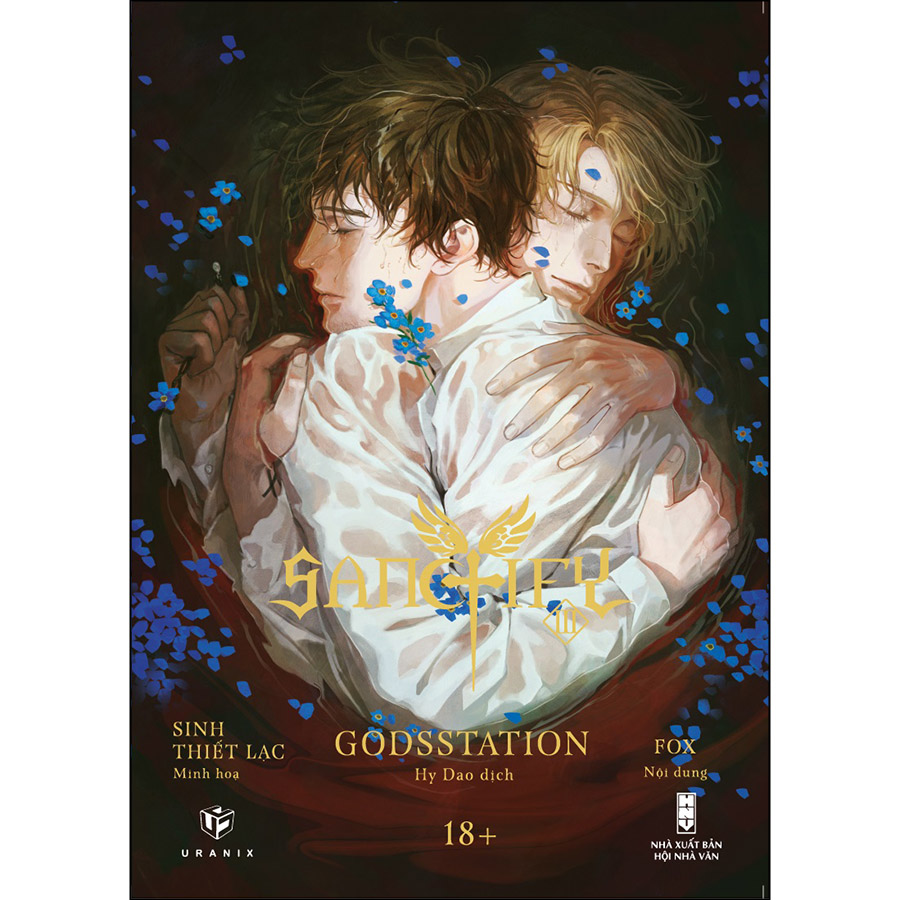 SANCTIFY
III
SINH
THIẾT LẠC
Minh hoạ
GODSSTATION
Hy Dao dịch
FOX
Nội dung
18+
URANIX
NHÀ XUẤT BẢN
HỘI NHÀ VĂN